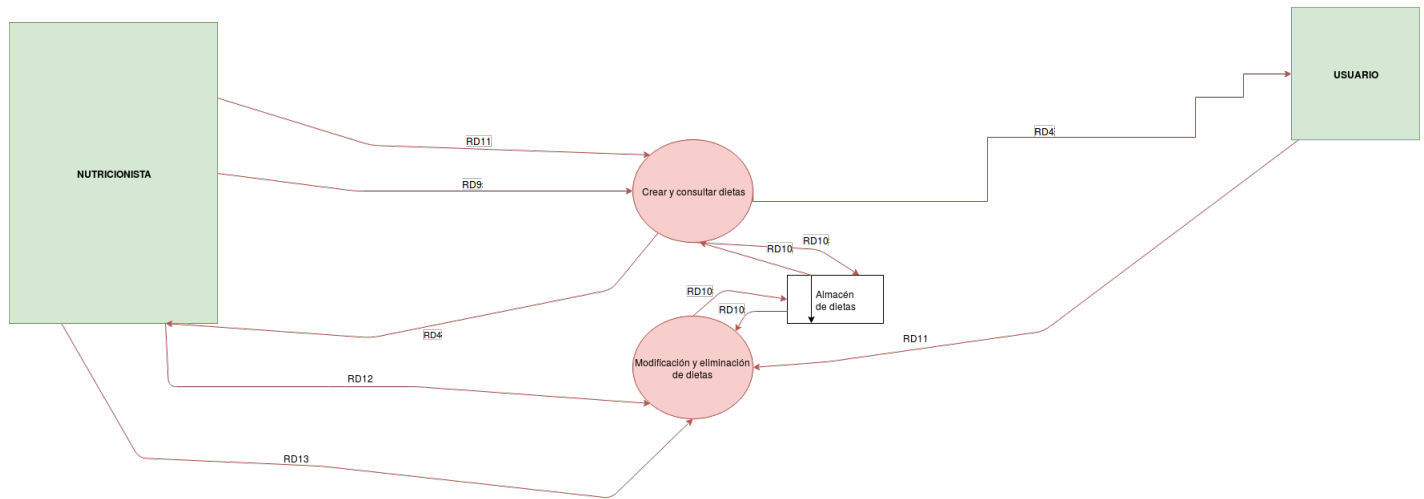 USUARIO
RD4
RD11
NUTRICIONISTA
RD9
Crear y consultar dietas
RD10
RD10
RD10
Almacén
de dietas
RD10
RD4
RD11
Modificación y eliminación
de dietas
RD12
RD13